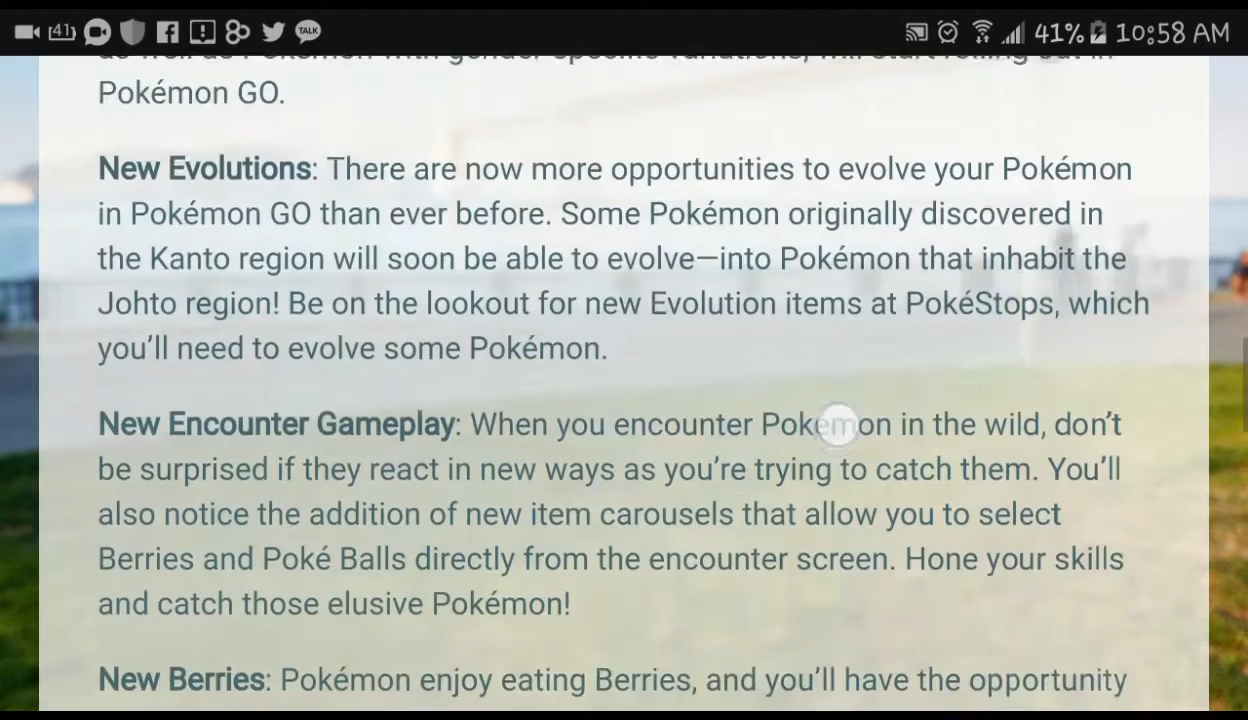 41 TALK 41% 10:58 AM
Pokémon GO.
New Evolutions: There are now more opportunities to evolve your Pokémon
in Pokémon GO than ever before. Some Pokémon originally discovered in
the Kanto region will soon be able to evolve—into Pokémon that inhabit the
Johto region! Be on the lookout for new Evolution items at PokéStops, which
you’ll need to evolve some Pokémon.
New Encounter Gameplay: When you encounter Pokémon in the wild, don’t
be surprised if they react in new ways as you’re trying to catch them. You’ll
also notice the addition of new item carousels that allow you to select
Berries and Poké Balls directly from the encounter screen. Hone your skills
and catch those elusive Pokémon!
New Berries: Pokémon enjoy eating Berries, and you’ll have the opportunity